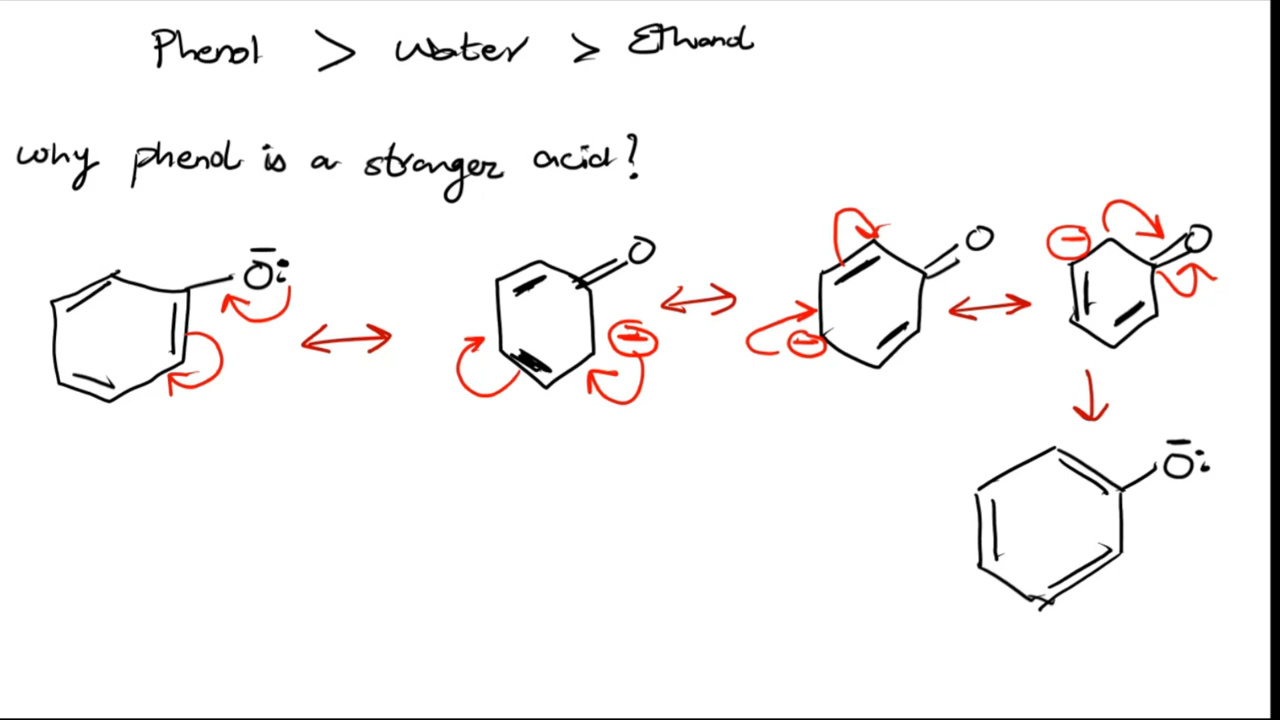 Phenol > water > Ethanol
why phenol is a stronger acid?
Ō: O O O
⊖ ⊖ ⊖
Ō: